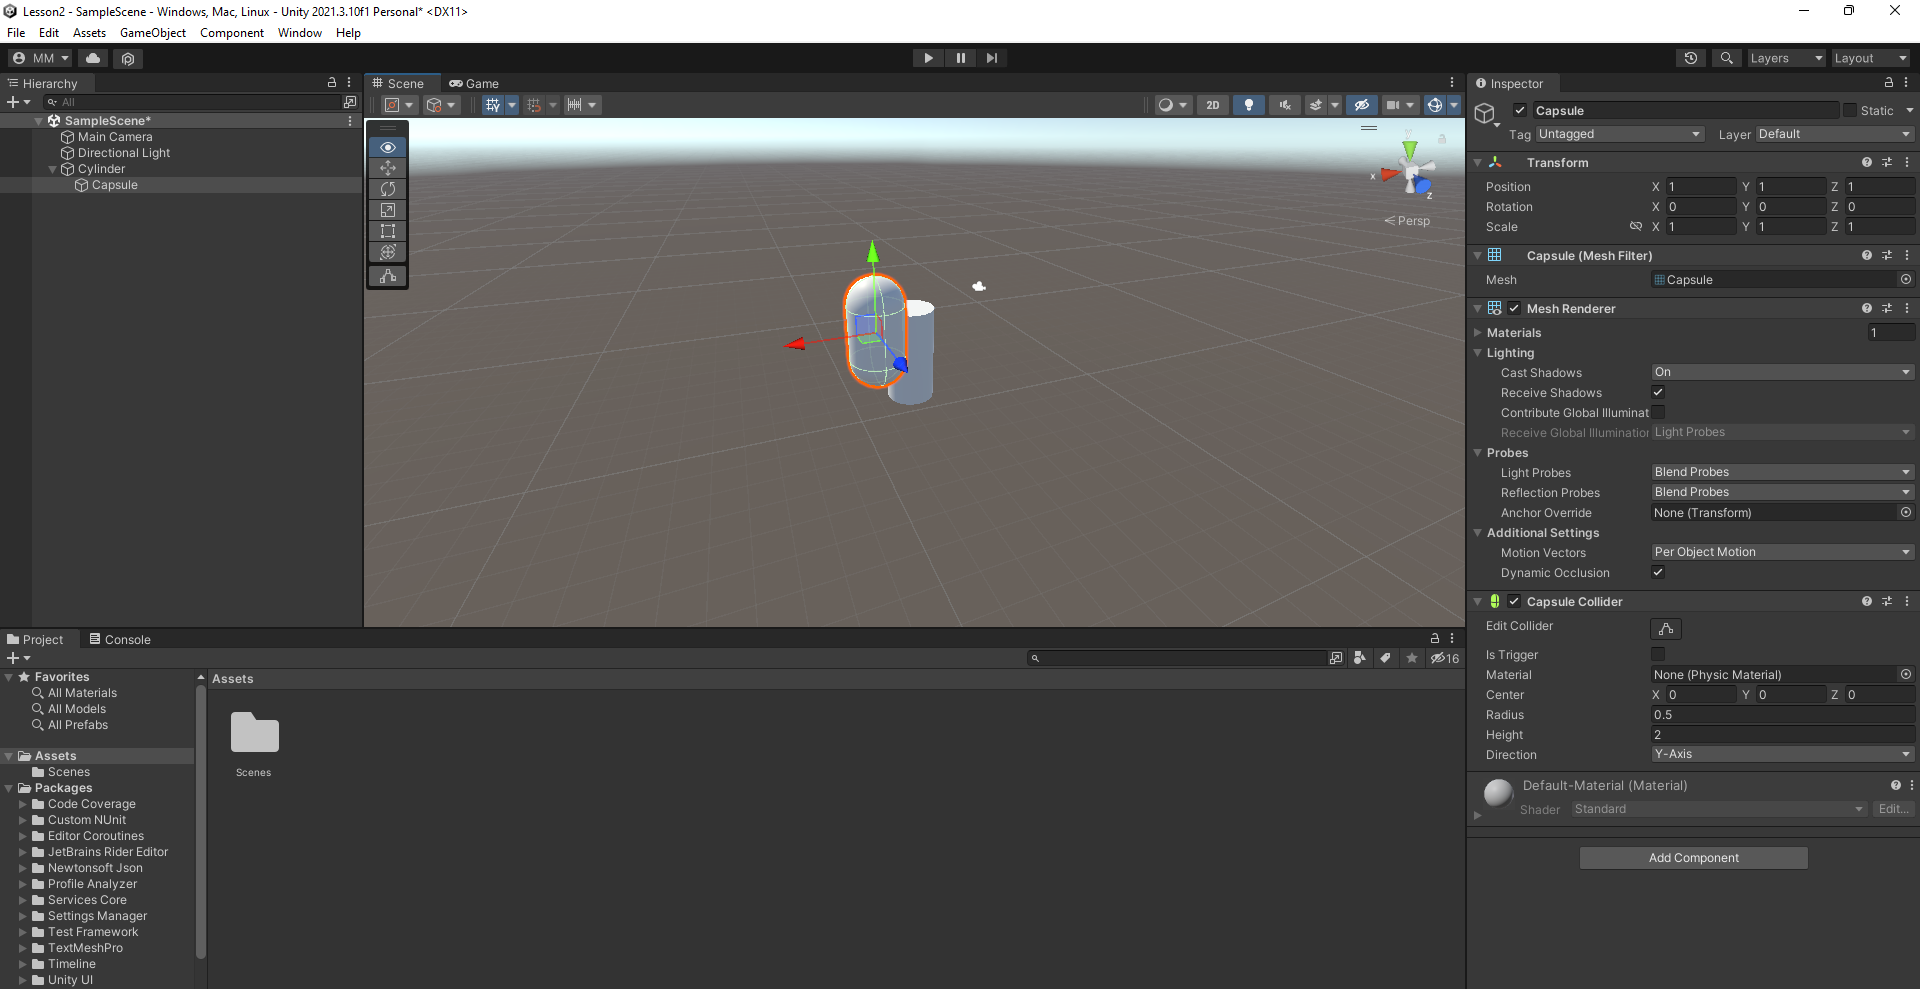 Lesson2 - SampleScene - Windows, Mac, Linux - Unity 2021.3.10f1 Personal* <DX11>
File Edit Assets GameObject Component Window Help
MM Layers Layout
Hierarchy
All
SampleScene*
Main Camera
Directional Light
Cylinder
Capsule
Scene Game
2D
y
x
z
Persp
Inspector
Capsule Static
Tag Untagged Layer Default
Transform
Position X 1 Y 1 Z 1
Rotation X 0 Y 0 Z 0
Scale X 1 Y 1 Z 1
Capsule (Mesh Filter)
Mesh Capsule
Mesh Renderer
Materials 1
Lighting
Cast Shadows On
Receive Shadows
Contribute Global Illuminat
Receive Global Illumination Light Probes
Probes
Light Probes Blend Probes
Reflection Probes Blend Probes
Anchor Override None (Transform)
Additional Settings
Motion Vectors Per Object Motion
Dynamic Occlusion
Capsule Collider
Edit Collider
Is Trigger
Material None (Physic Material)
Center X 0 Y 0 Z 0
Radius 0.5
Height 2
Direction Y-Axis
Default-Material (Material)
Shader Standard Edit...
Add Component
Project Console
16
Favorites
All Materials
All Models
All Prefabs
Assets
Scenes
Packages
Code Coverage
Custom NUnit
Editor Coroutines
JetBrains Rider Editor
Newtonsoft Json
Profile Analyzer
Services Core
Settings Manager
Test Framework
TextMeshPro
Timeline
Unity UI
Assets
Scenes